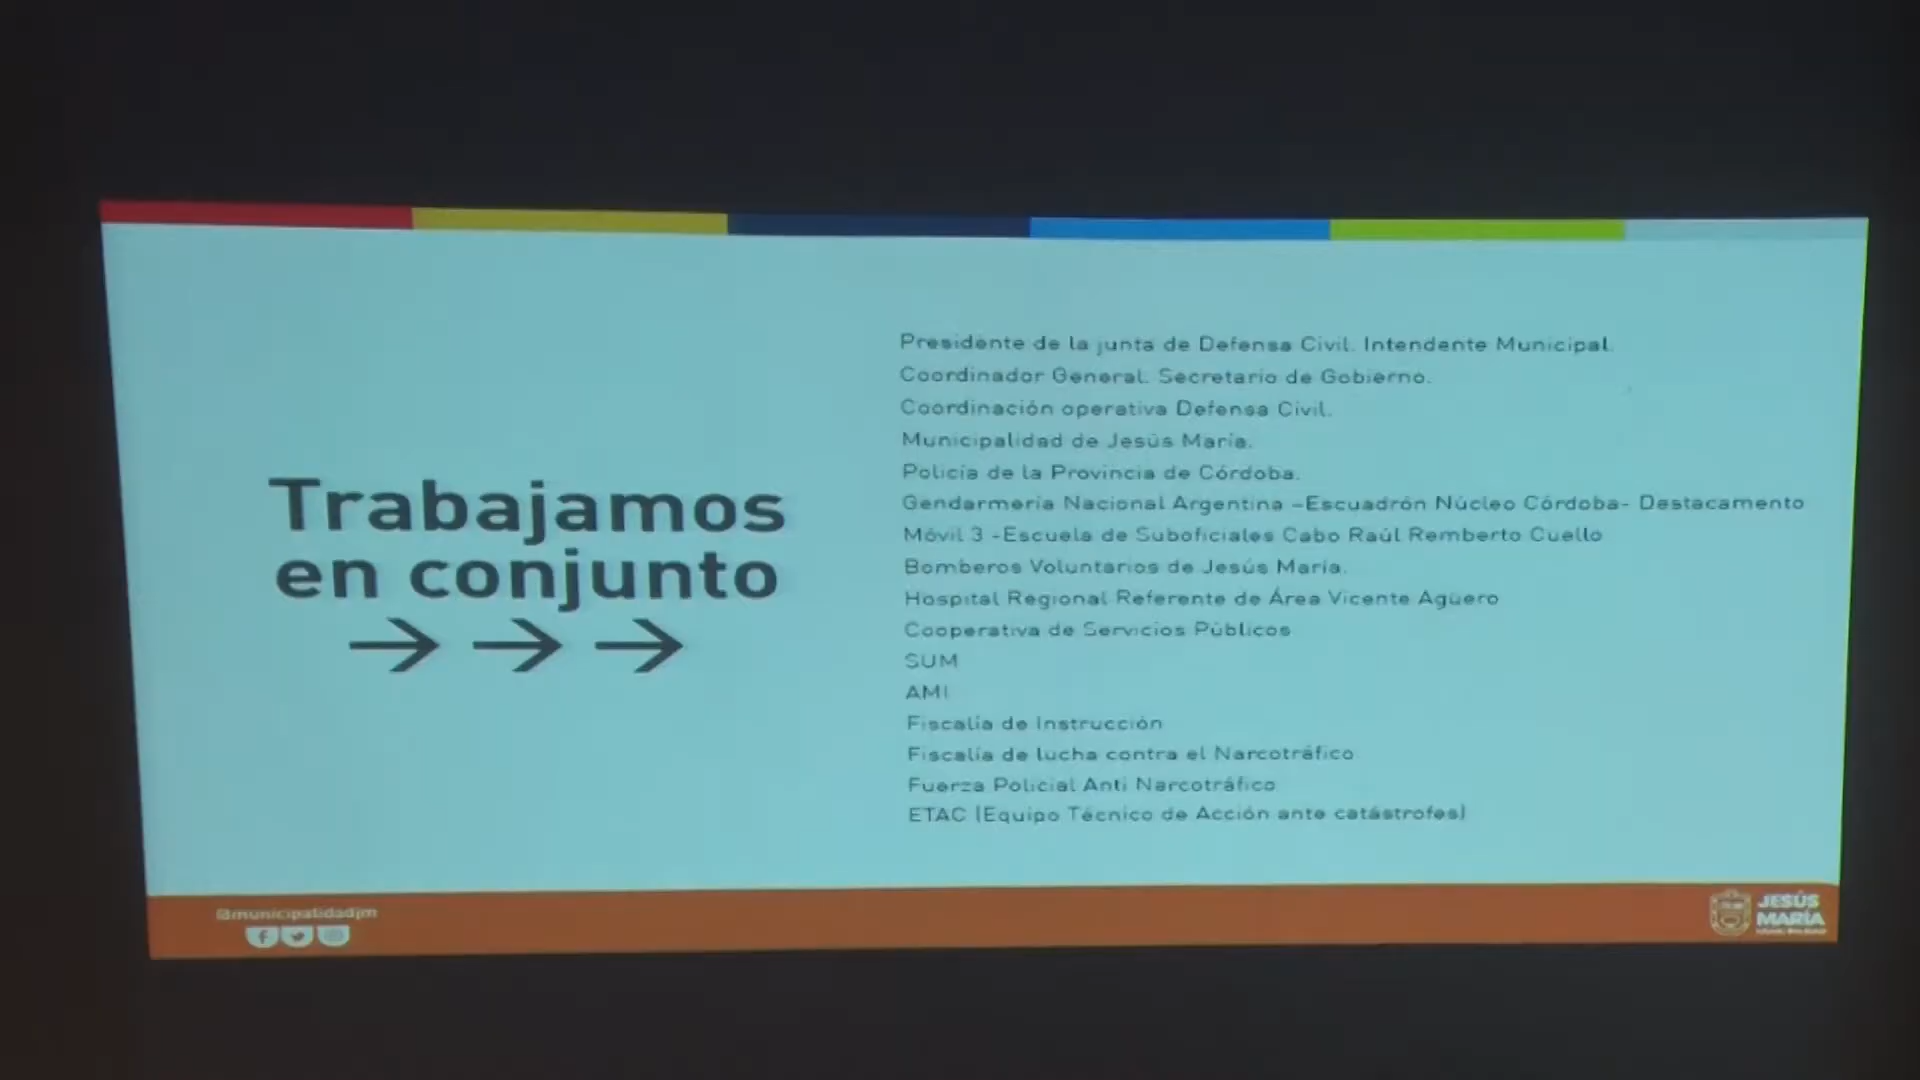 Trabajamos
en conjunto
Presidente de la junta de Defensa Civil. Intendente Municipal.
Coordinador General. Secretario de Gobierno.
Coordinación operativa Defensa Civil.
Municipalidad de Jesús María.
Policía de la Provincia de Córdoba.
Gendarmería Nacional Argentina -Escuadrón Núcleo Córdoba- Destacamento
Móvil 3 -Escuela de Suboficiales Cabo Raúl Remberto Cuello
Bomberos Voluntarios de Jesús María.
Hospital Regional Referente de Área Vicente Agüero
Cooperativa de Servicios Públicos
SUM
AMI
Fiscalía de Instrucción
Fiscalía de lucha contra el Narcotráfico
Fuerza Policial Anti Narcotráfico
ETAC (Equipo Técnico de Acción ante catástrofes)
@municipalidadjm
JESÚS
MARÍA